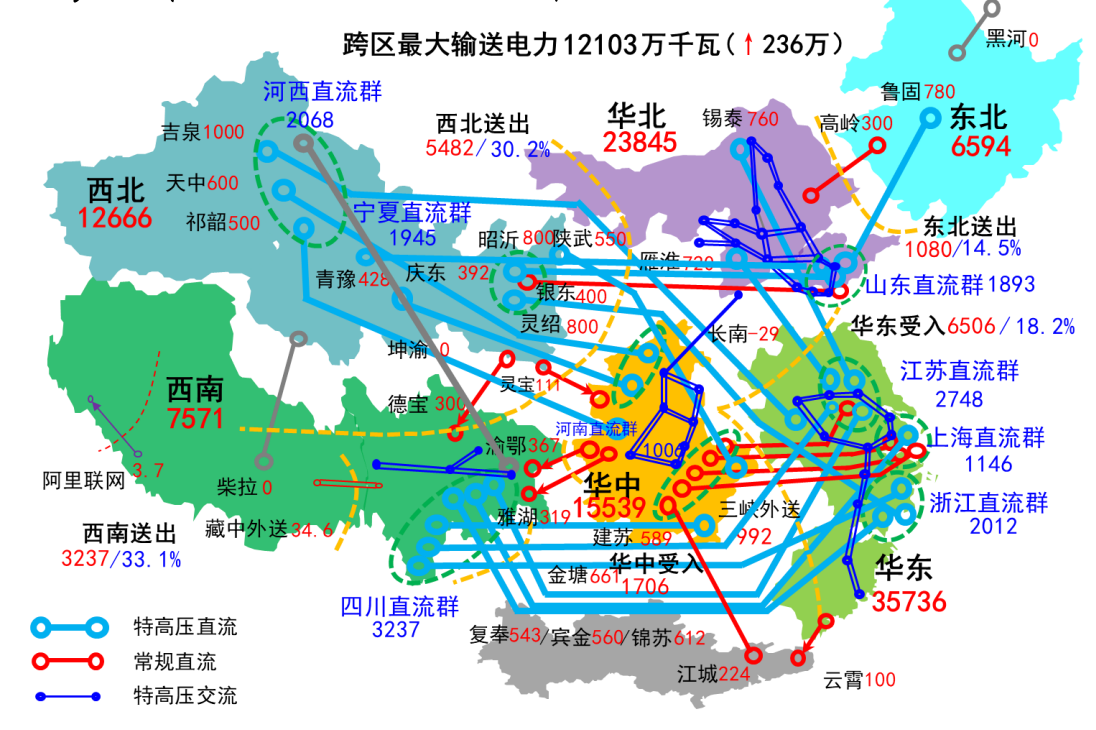 跨区最大输送电力12103万千瓦(↑236万)
黑河0
河西直流群
2068
鲁固780
吉泉1000
西北送出
5482/30.2%
华北
23845
锡泰760
高岭300
东北
6594
西北
12666
天中600
祁韶500
宁夏直流群
1945
昭沂800
陕武550
东北送出
1080/14.5%
青豫428
庆东 392
雁淮720
山东直流群1893
银东400
灵绍800
长南-29
华东受入6506/18.2%
坤渝 0
灵宝111
江苏直流群
2748
西南
7571
德宝300
河南直流群
渝鄂367
1006
上海直流群
1146
阿里联网
3.7
柴拉0
华中
15539
雅湖319
三峡外送
992
浙江直流群
2012
西南送出
3237/33.1%
藏中外送34.6
建苏589
华中受入
1706
金塘661
华东
35736
四川直流群
3237
特高压直流
复奉543/宾金560/锦苏612
常规直流
江城224
云霄100
特高压交流